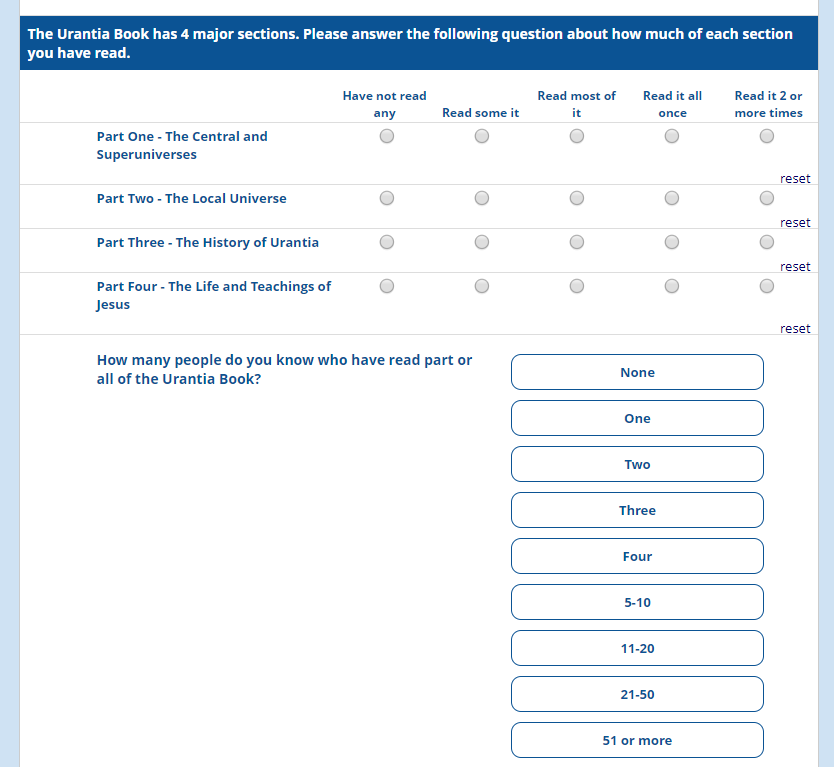 The Urantia Book has 4 major sections. Please answer the following question about how much of each section
you have read.
Have not read any
Read some it
Read most of it
Read it all once
Read it 2 or more times
Part One - The Central and
Superuniverses
reset
Part Two - The Local Universe
reset
Part Three - The History of Urantia
reset
Part Four - The Life and Teachings of
Jesus
reset
How many people do you know who have read part or
all of the Urantia Book?
None
One
Two
Three
Four
5-10
11-20
21-50
51 or more